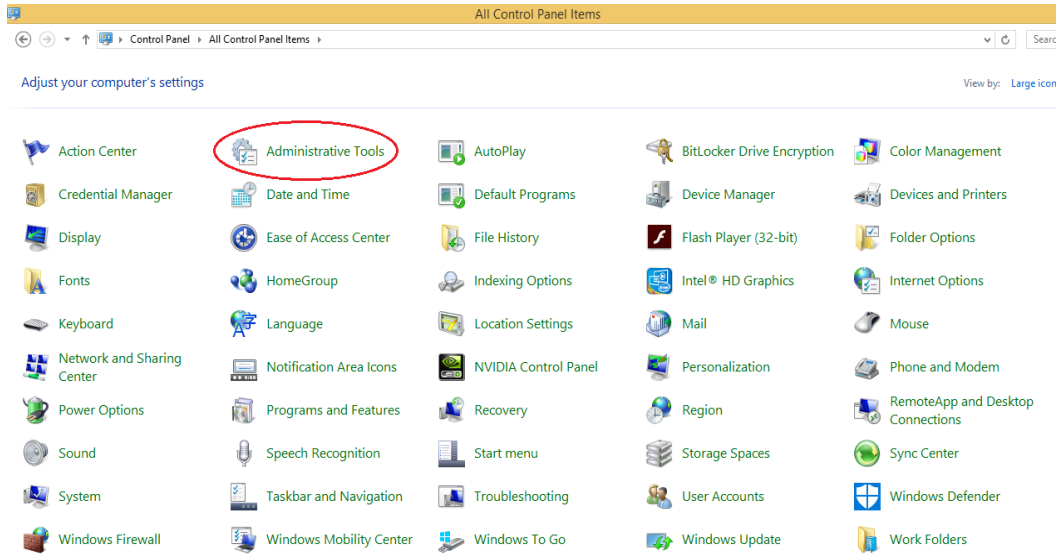 All Control Panel Items
Control Panel All Control Panel Items
Adjust your computer's settings
View by: Large icon
Action Center
Administrative Tools
AutoPlay
BitLocker Drive Encryption
Color Management
Credential Manager
Date and Time
Default Programs
Device Manager
Devices and Printers
Display
Ease of Access Center
File History
Flash Player (32-bit)
Folder Options
Fonts
HomeGroup
Indexing Options
Intel® HD Graphics
Internet Options
Keyboard
Language
Location Settings
Mail
Mouse
Network and Sharing
Center
Notification Area Icons
NVIDIA Control Panel
Personalization
Phone and Modem
Power Options
Programs and Features
Recovery
Region
RemoteApp and Desktop
Connections
Sound
Speech Recognition
Start menu
Storage Spaces
Sync Center
System
Taskbar and Navigation
Troubleshooting
User Accounts
Windows Defender
Windows Firewall
Windows Mobility Center
Windows To Go
Windows Update
Work Folders